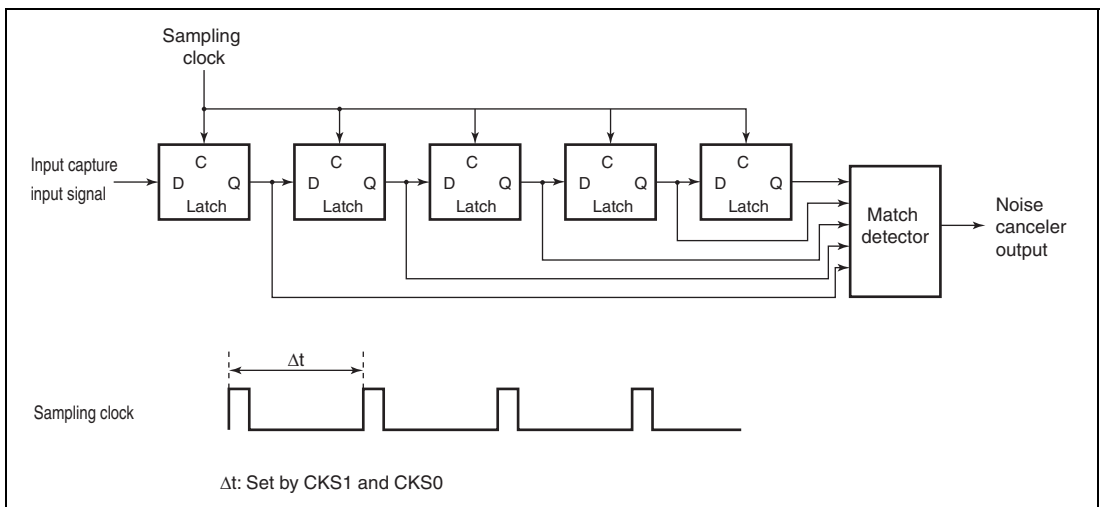 Sampling
clock
Input capture
input signal
C
D Q
Latch
C
D Q
Latch
C
D Q
Latch
C
D Q
Latch
C
D Q
Latch
Match
detector
Noise
canceler
output
Δt
Sampling clock
Δt: Set by CKS1 and CKS0